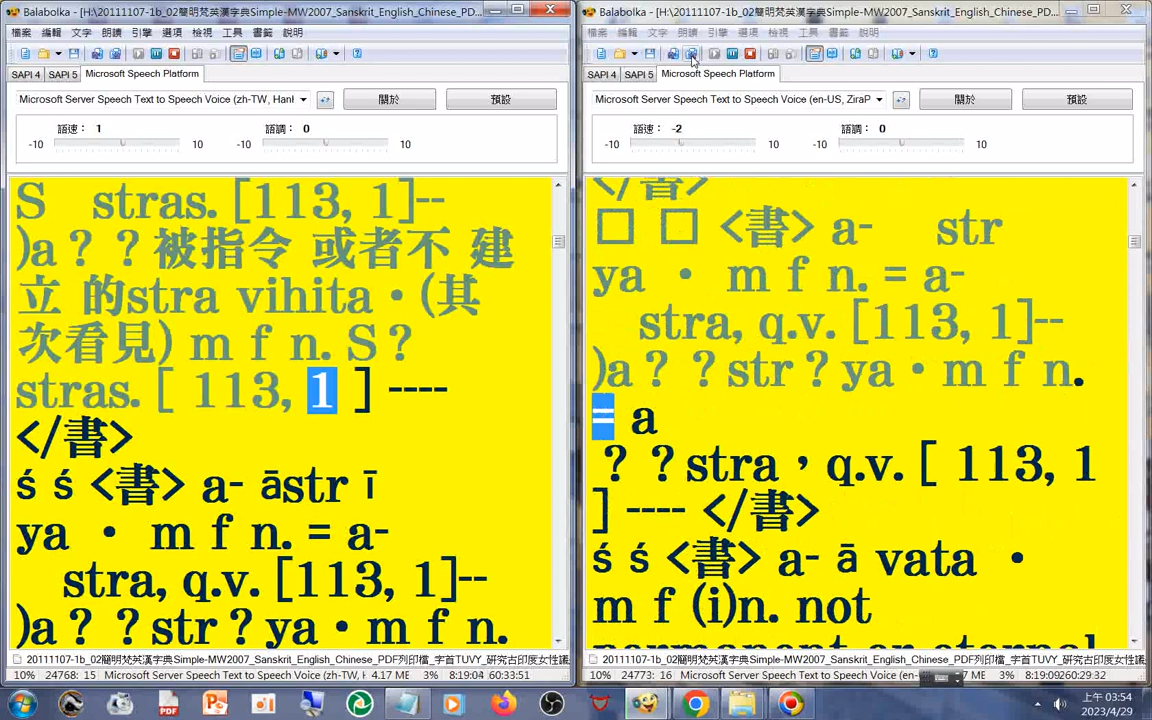 Balabolka - [H:\20111107-1b_02簡明梵英漢字典Simple-MW2007_Sanskrit_English_Chinese_PD...
檔案 編輯 文字 朗讀 引擎 選項 檢視 工具 書籤 說明
SAPI 4 SAPI 5 Microsoft Speech Platform
Microsoft Server Speech Text to Speech Voice (zh-TW, HanH
關於
預設
語速: 1
語調: 0
-10 10 -10 10
S stras. [113, 1]--
)a??被指令 或者不 建
立 的stra vihita•(其
次看見) m f n. S?
stras. [ 113, 1 ] ----
</書>
ś ś <書> a- āstr ī
ya • m f n. = a-
stra, q.v. [113, 1]--
)a??str?ya•m f n.
20111107-1b_02簡明梵英漢字典Simple-MW2007_Sanskrit_English_Chinese_PDF列印檔_字首TUVY_研究古印度女性議
10% 24768: 15 Microsoft Server Speech Text to Speech Voice (zh-TW, H 4.17 MB 3% 8:19:04 60:33:51
Balabolka - [H:\20111107-1b_02簡明梵英漢字典Simple-MW2007_Sanskrit_English_Chinese_PDF...
檔案 編輯 文字 朗讀 引擎 選項 檢視 工具 書籤 說明
SAPI 4 SAPI 5 Microsoft Speech Platform
Microsoft Server Speech Text to Speech Voice (en-US, ZiraP
關於
預設
語速: -2
語調: 0
-10 10 -10 10
</書>
□ □ <書> a- str
ya • m f n. = a-
stra, q.v. [113, 1]--
)a??str?ya•m f n.
= a
??stra,q.v. [ 113, 1
] ---- </書>
ś ś <書> a- ā vata •
m f (i)n. not
permanent or eternal
20111107-1b_02簡明梵英漢字典Simple-MW2007_Sanskrit_English_Chinese_PDF列印檔_字首TUVY_研究古印度女性議
10% 24773: 16 Microsoft Server Speech Text to Speech Voice (en-US 3% 8:19:09 260:29:32
PDF
上午 03:54
2023/4/29